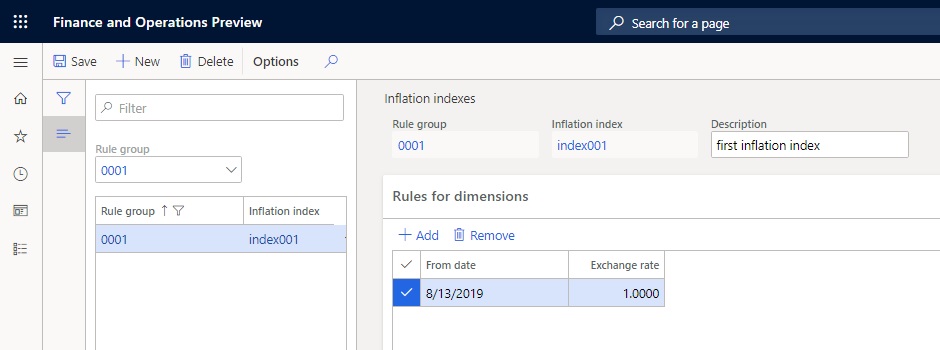 Finance and Operations Preview
Search for a page
Save New Delete Options
Filter
Rule group
0001
Rule group Inflation index
0001 index001
Inflation indexes
Rule group Inflation index Description
0001 index001 first inflation index
Rules for dimensions
Add Remove
From date Exchange rate
8/13/2019 1.0000